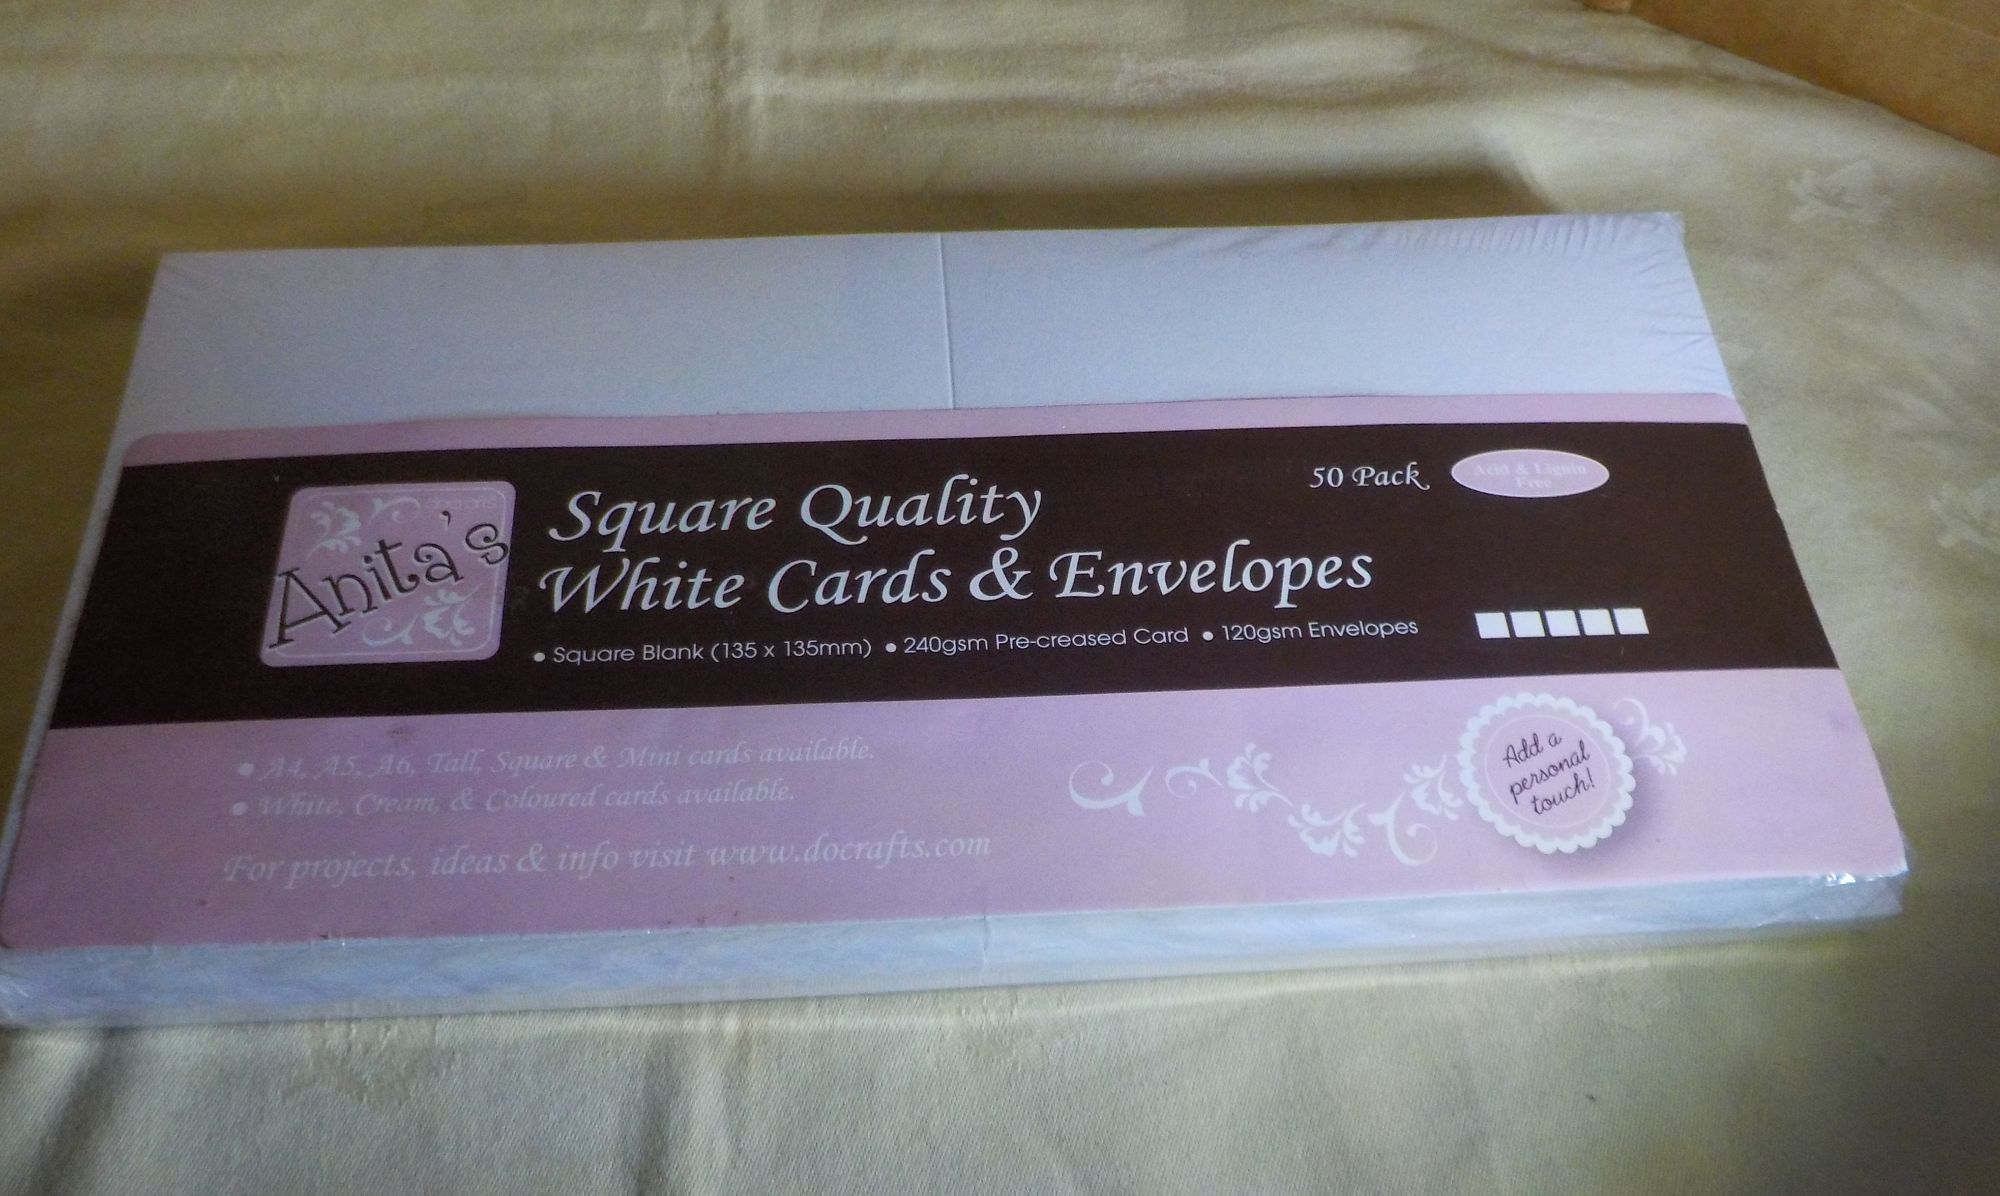 Anita's
Square Quality
White Cards & Envelopes
50 Pack
Acid & Lignin
Free
• Square Blank (135 x 135mm) • 240gsm Pre-creased Card • 120gsm Envelopes
• A4, A5, A6, Tall, Square & Mini cards available.
• White, Cream, & Coloured cards available.
For projects, ideas & info visit www.docrafts.com
Add a
personal
touch!